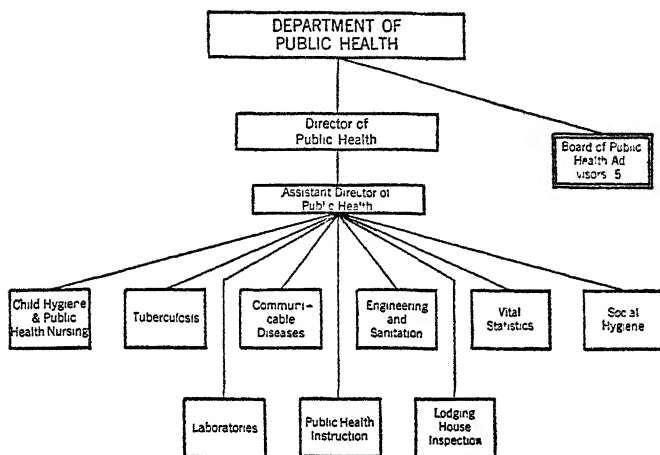 DEPARTMENT OF
PUBLIC HEALTH
Director of
Public Health
Board of Public
Health Ad
visors 5
Assistant Director of
Public Health
Child Hygiene
& Public
Health Nursing
Tuberculosis
Communi-
cable
Diseases
Engineering
and
Sanitation
Vital
Statistics
Social
Hygiene
Laboratories
Public Health
Instruction
Lodging
House
Inspection